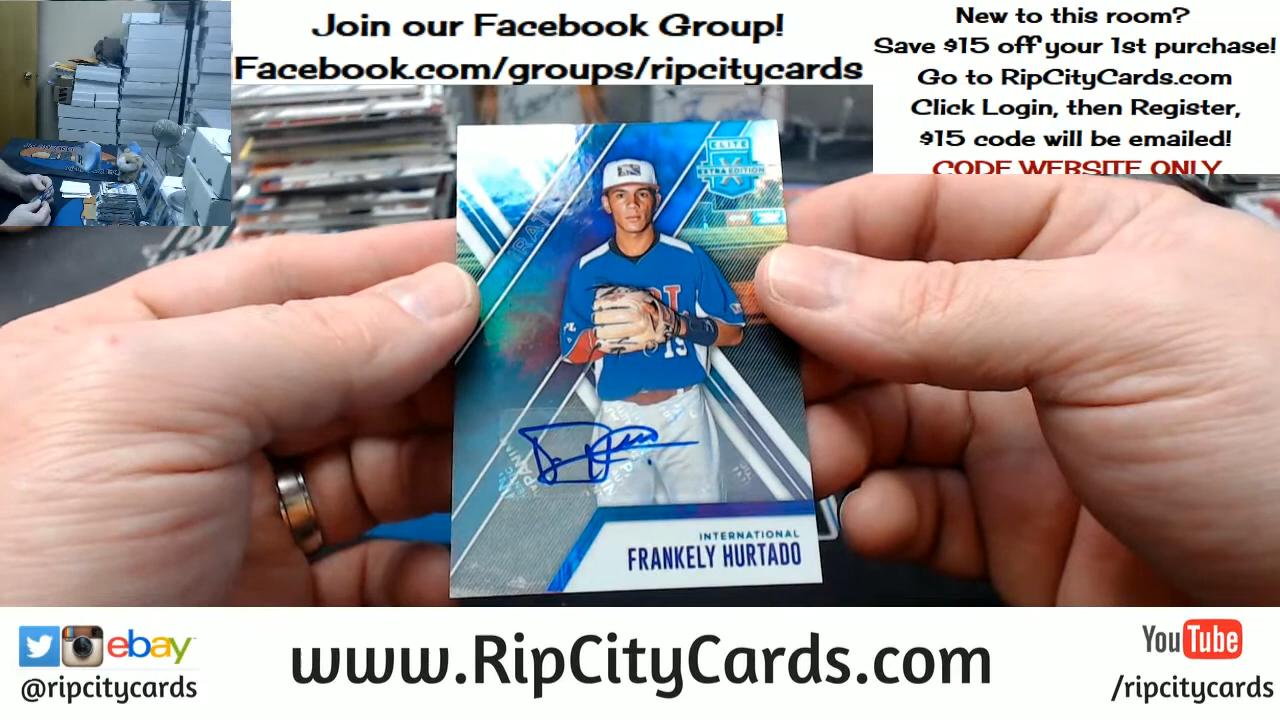 Join our Facebook Group!
Facebook.com/groups/ripcitycards
New to this room?
Save $15 off your 1st purchase!
Go to RipCityCards.com
Click Login, then Register,
$15 code will be emailed!
CODE WEBSITE ONLY
ELITE
X
EXTRA EDITION
19
INTERNATIONAL
FRANKELY HURTADO
ebay
@ripcitycards
www.RipCityCards.com
YouTube
/ripcitycards